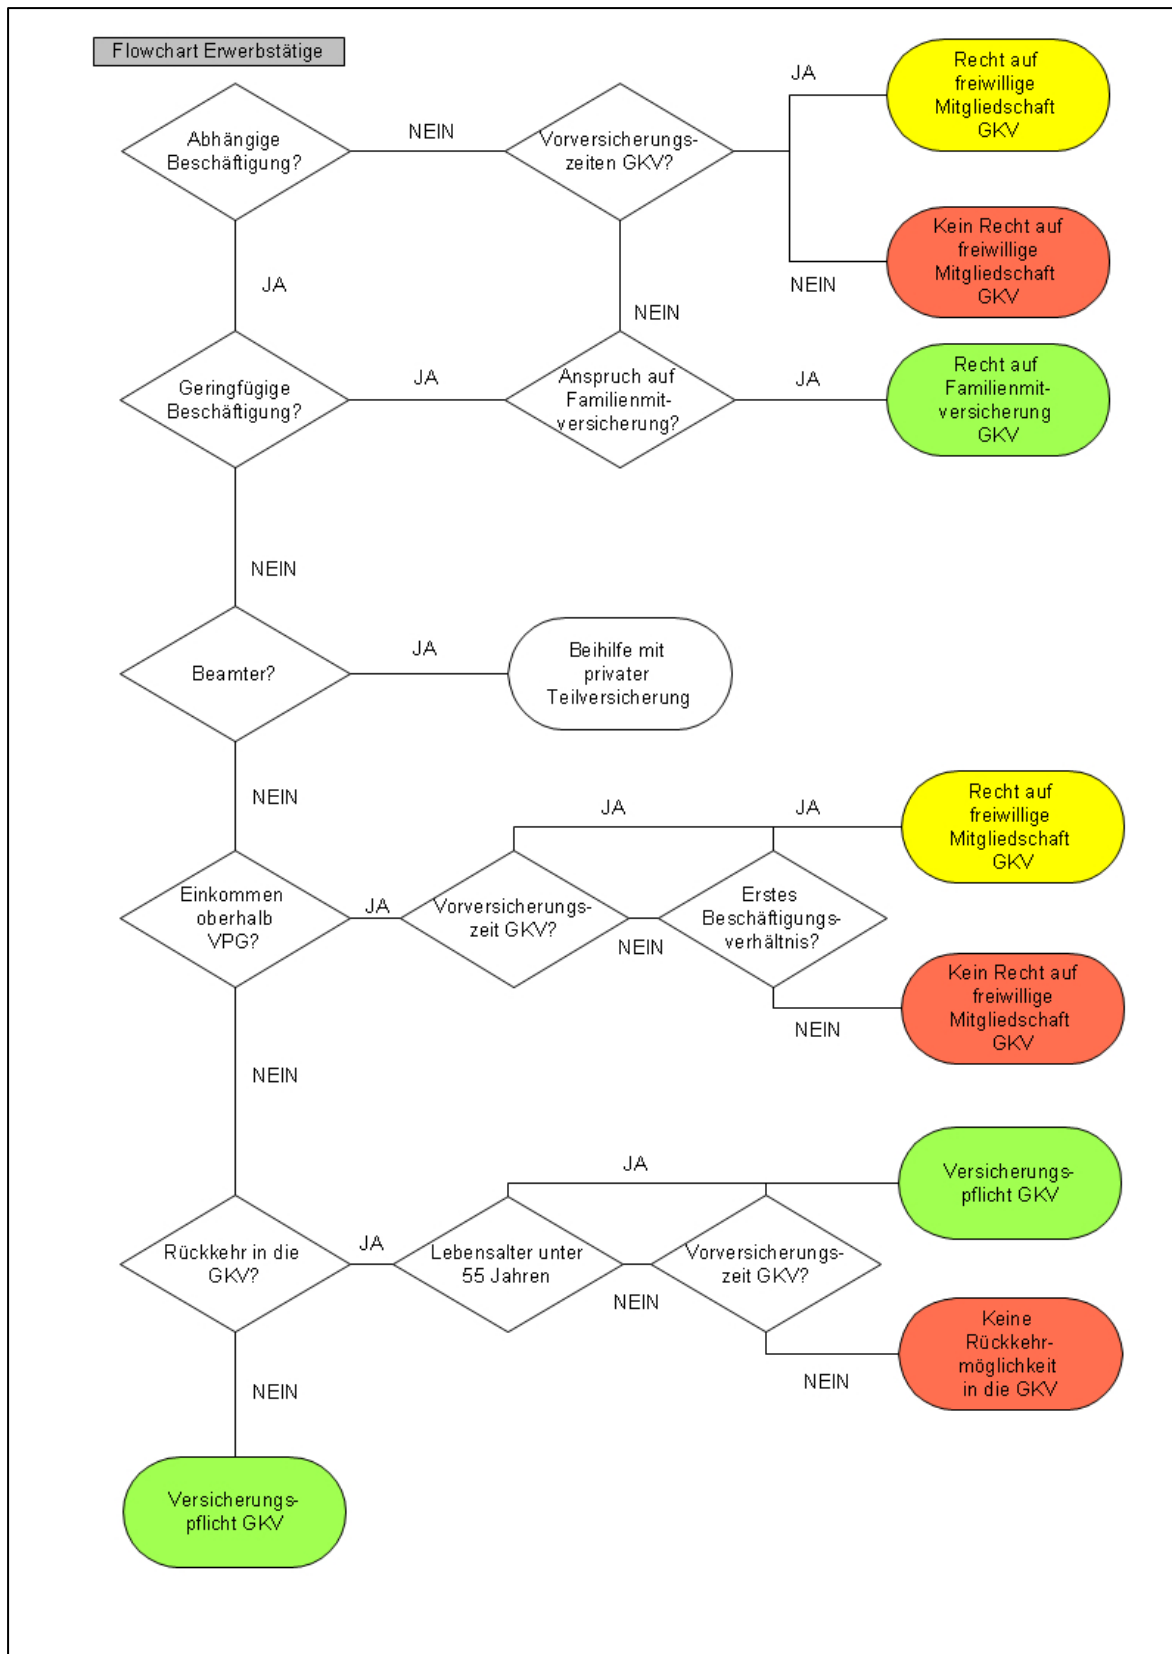 Flowchart Erwerbstätige
Abhängige
Beschäftigung?
NEIN
Vorversicherungs-
zeiten GKV?
JA
Recht auf
freiwillige
Mitgliedschaft
GKV
NEIN
Kein Recht auf
freiwillige
Mitgliedschaft
GKV
JA
NEIN
Geringfügige
Beschäftigung?
JA
Anspruch auf
Familienmit-
versicherung?
JA
Recht auf
Familienmit-
versicherung
GKV
NEIN
Beamter?
JA
Beihilfe mit
privater
Teilversicherung
NEIN
Einkommen
oberhalb
VPG?
JA
Vorversicherungs-
zeit GKV?
JA
NEIN
Erstes
Beschäftigungs-
verhältnis?
JA
Recht auf
freiwillige
Mitgliedschaft
GKV
NEIN
Kein Recht auf
freiwillige
Mitgliedschaft
GKV
NEIN
Rückkehr in die
GKV?
JA
Lebensalter unter
55 Jahren
JA
NEIN
Vorversicherungs-
zeit GKV?
Versicherungs-
pflicht GKV
NEIN
Keine
Rückkehr-
möglichkeit
in die GKV
NEIN
Versicherungs-
pflicht GKV